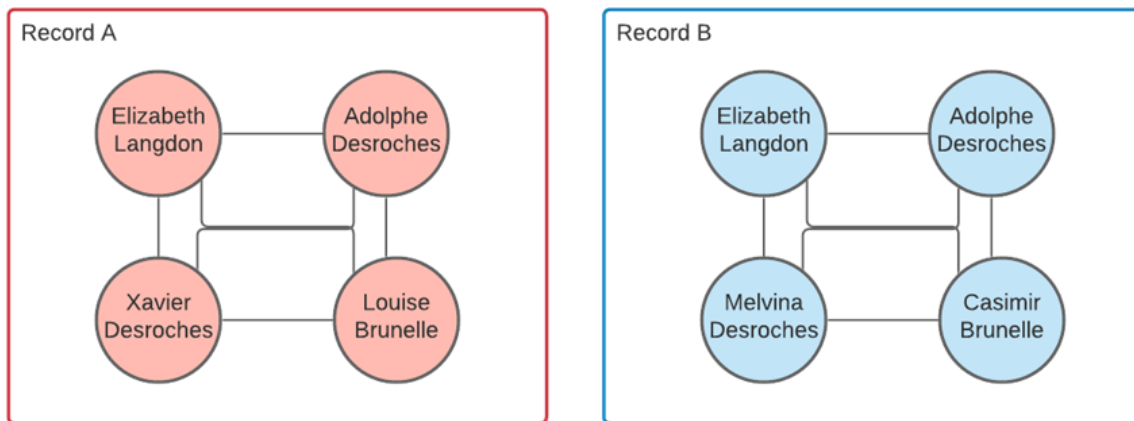 Record A
Elizabeth
Langdon
Adolphe
Desroches
Xavier
Desroches
Louise
Brunelle
Record B
Elizabeth
Langdon
Adolphe
Desroches
Melvina
Desroches
Casimir
Brunelle